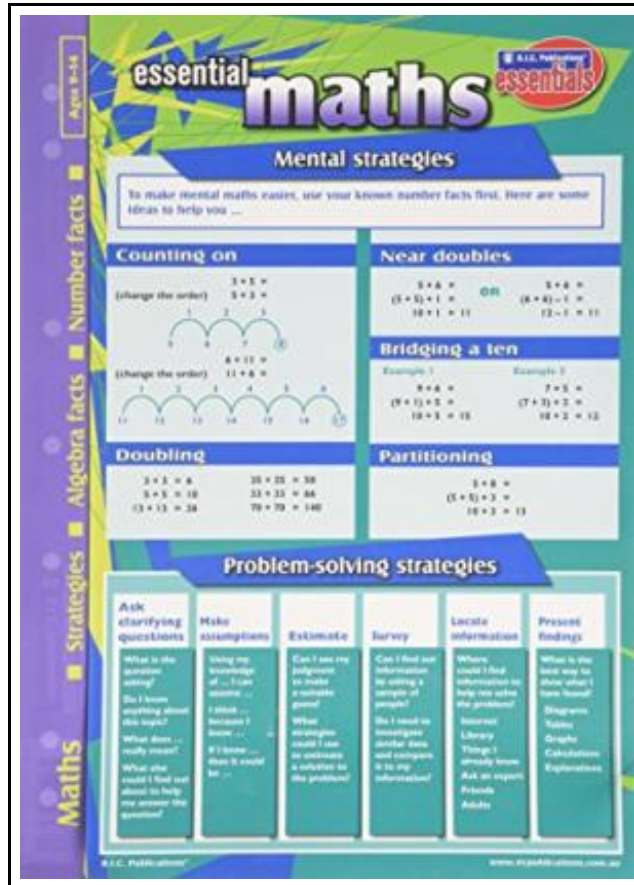 Ages 9-14
R.I.C. Publications®
essentials
essential maths
Mental strategies
To make mental maths easier, use your known number facts first. Here are some
ideas to help you ...
Counting on
3 + 5 =
(change the order) 5 + 3 =
1 2 3
5 6 7 8
6 + 11 =
(change the order) 11 + 6 =
1 2 3 4 5 6
11 12 13 14 15 16 17
Doubling
3 + 3 = 6
5 + 5 = 10
13 + 13 = 26
25 + 25 = 50
33 + 33 = 66
70 + 70 = 140
Near doubles
5 + 6 =
(5 + 5) + 1 =
10 + 1 = 11
OR
5 + 6 =
(6 + 6) – 1 =
12 – 1 = 11
Bridging a ten
Example 1
9 + 6 =
(9 + 1) + 5 =
10 + 5 = 15
Example 2
7 + 5 =
(7 + 3) + 2 =
10 + 2 = 12
Partitioning
5 + 8 =
(5 + 5) + 3 =
10 + 3 = 13
Problem-solving strategies
Ask
clarifying
questions
What is the
question
asking?
Do I know
anything about
this topic?
What does ...
really mean?
What else
could I find out
about to help
me answer the
question?
Make
assumptions
Using my
knowledge
of ... I can
assume ...
I think ...
because I
know ...
If I know ...
then it could
be ...
Estimate
Can I use my
judgment
to make
a suitable
guess?
What
strategies
could I use
to estimate
a solution to
the problem?
Survey
Can I find out
information
by using a
sample of
people?
Do I need to
investigate
similar data
and compare
it to my
information?
Locate
information
Where
could I find
information to
help me solve
the problem?
Internet
Library
Things I
already know
Ask an expert
Friends
Adults
Present
findings
What is the
best way to
show what I
have found?
Diagrams
Tables
Graphs
Calculations
Explanations
Maths ■ Strategies ■ Algebra facts ■ Number facts ■
R.I.C. Publications®
www.ricpublications.com.au